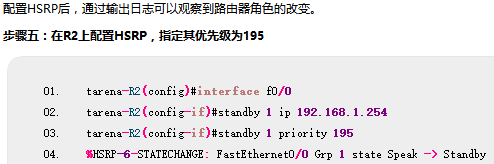 配置HSRP后，通过输出日志可以观察到路由器角色的改变。
步骤五：在R2上配置HSRP，指定其优先级为195
01. tarena-R2(config)#interface f0/0
02. tarena-R2(config-if)#standby 1 ip 192.168.1.254
03. tarena-R2(config-if)#standby 1 priority 195
04. %HSRP-6-STATECHANGE: FastEthernet0/0 Grp 1 state Speak -> Standby